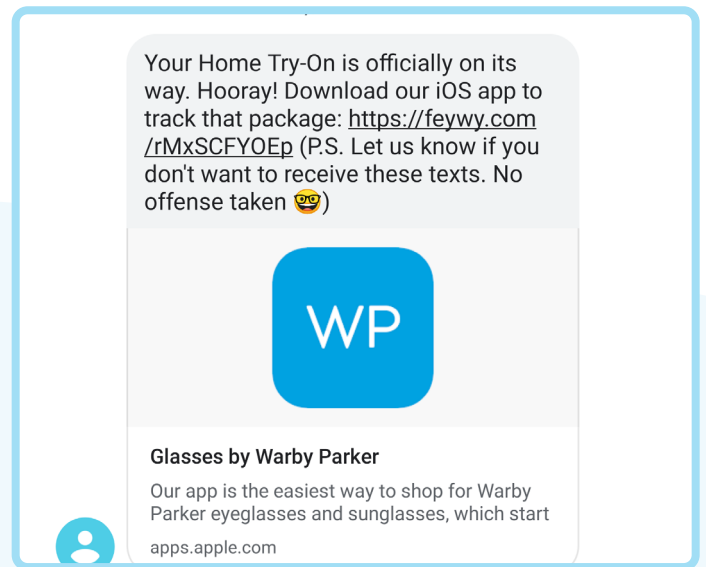 Your Home Try-On is officially on its
way. Hooray! Download our iOS app to
track that package: https://feywy.com
/rMxSCFYOEp (P.S. Let us know if you
don't want to receive these texts. No
offense taken 🤓)
WP
Glasses by Warby Parker
Our app is the easiest way to shop for Warby
Parker eyeglasses and sunglasses, which start
apps.apple.com